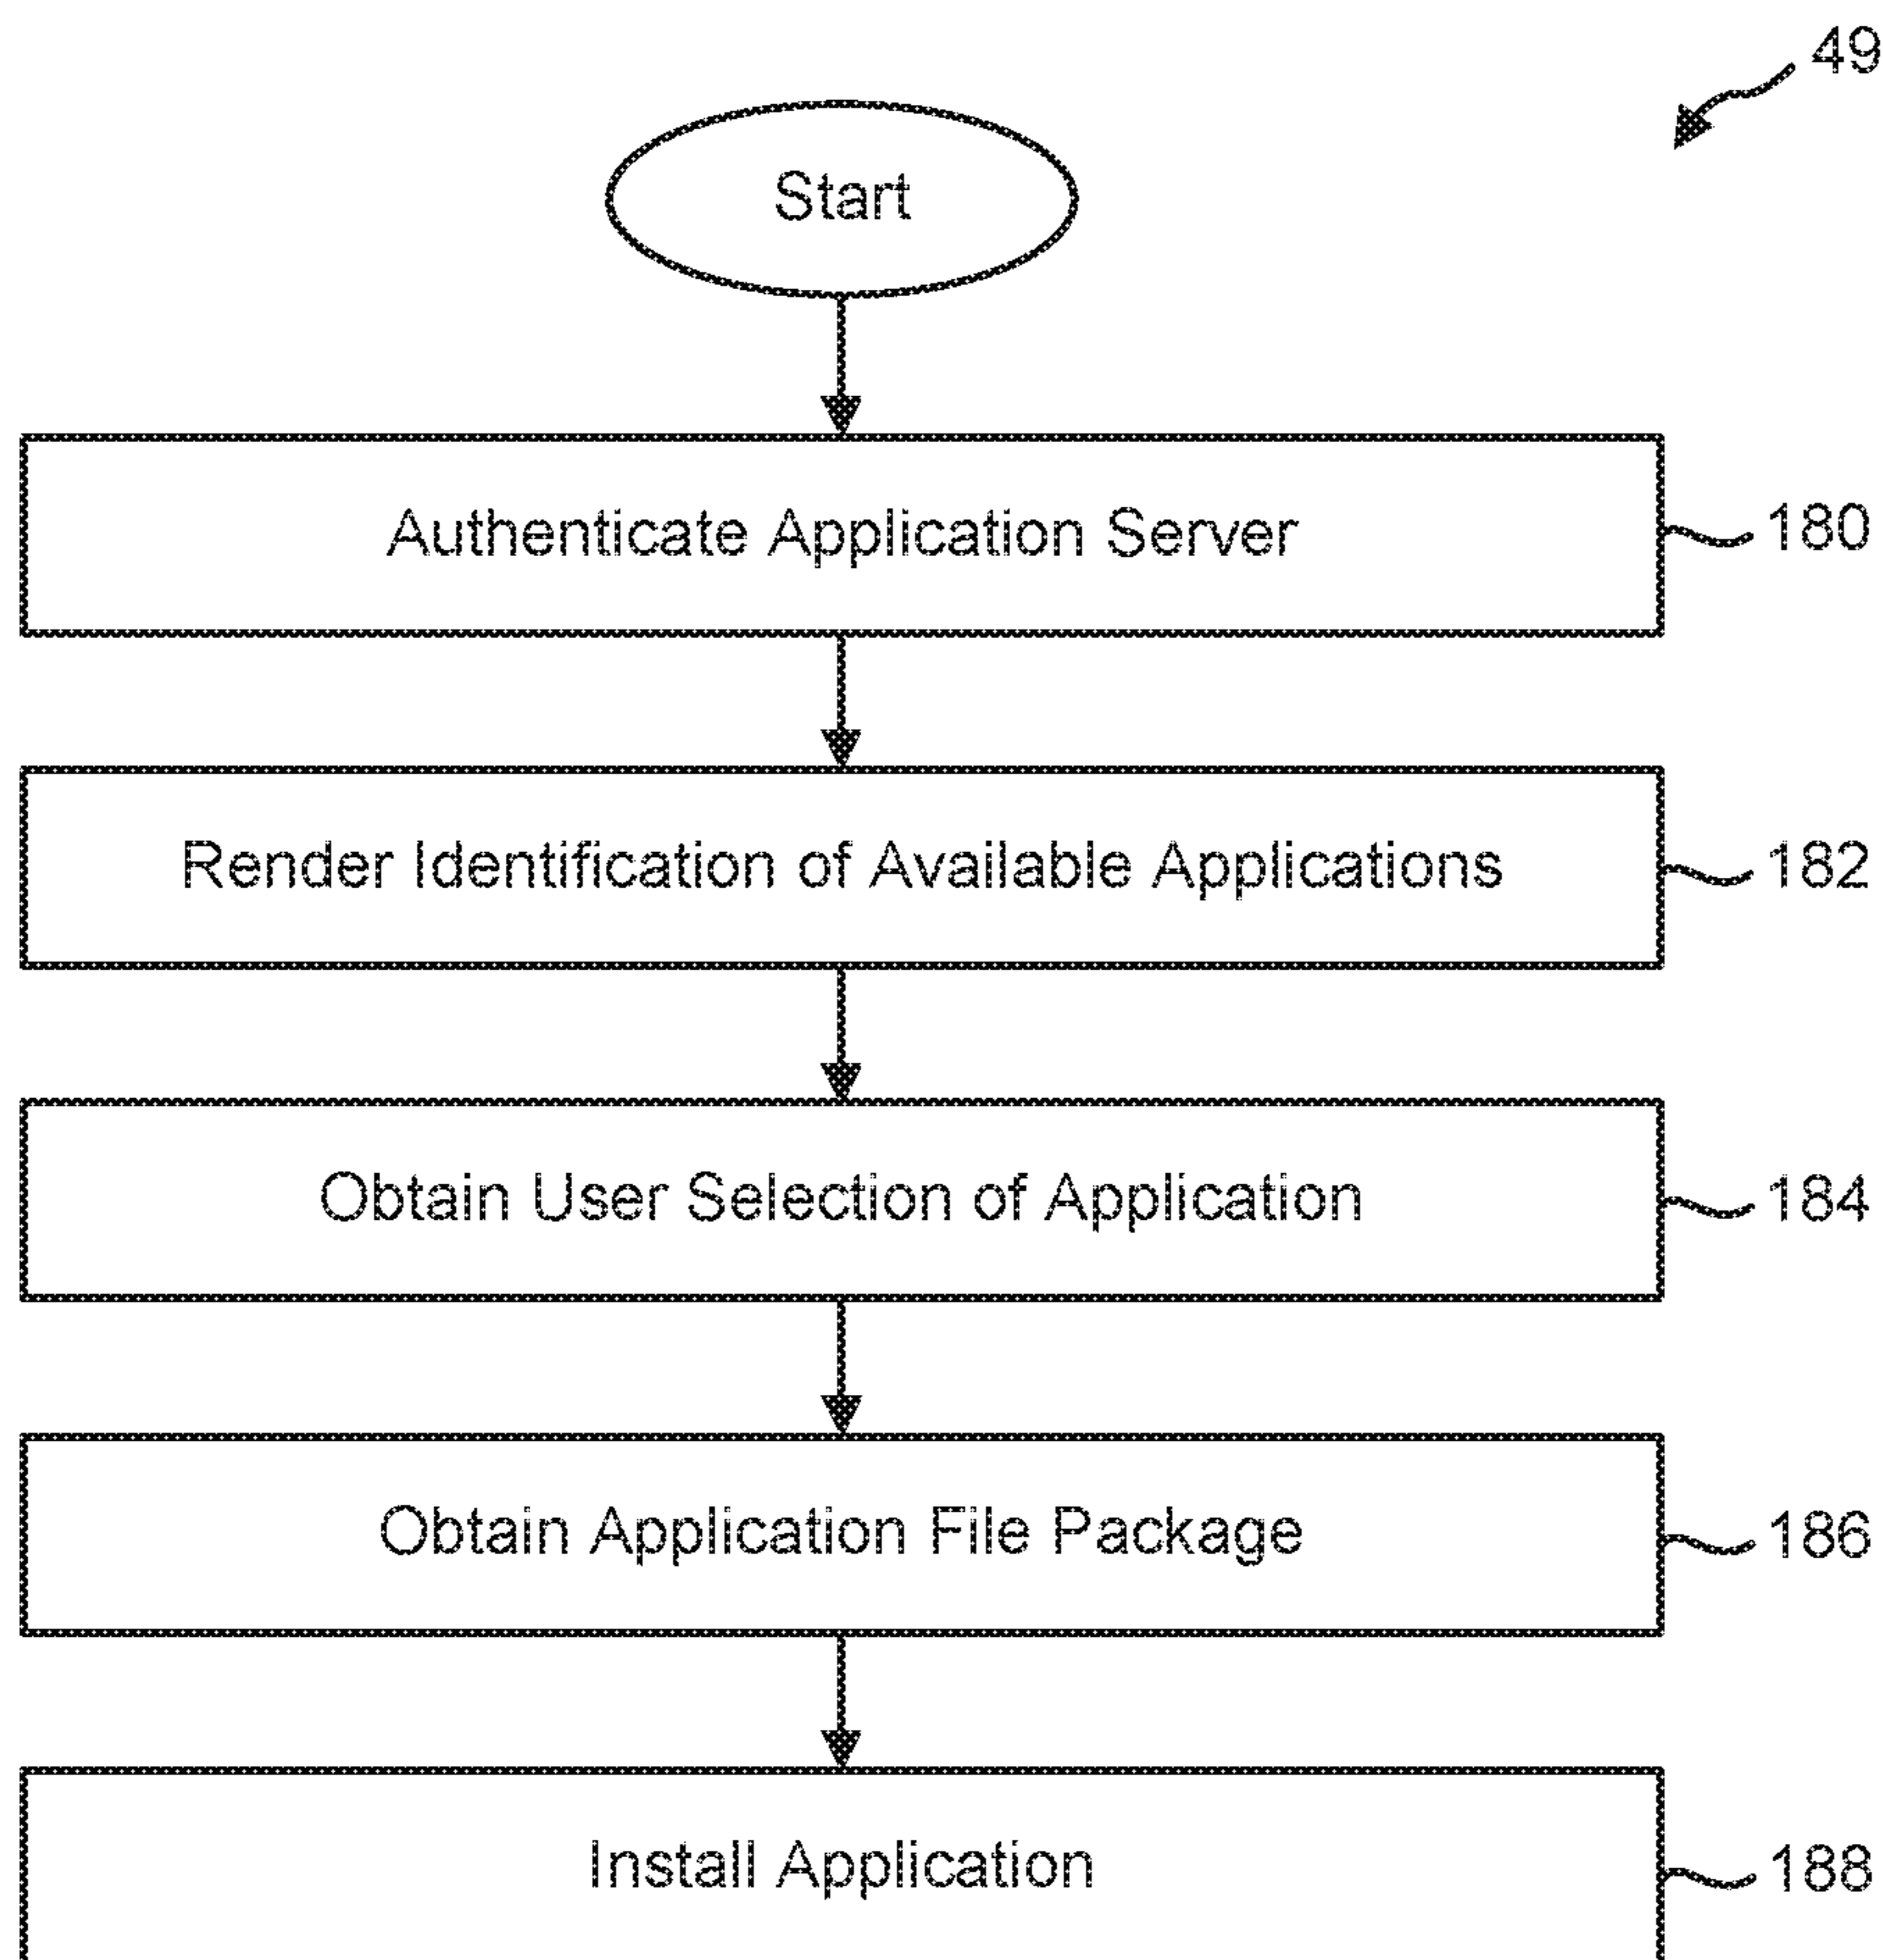 49
Start
Authenticate Application Server
180
Render Identification of Available Applications
182
Obtain User Selection of Application
184
Obtain Application File Package
186
Install Application
188